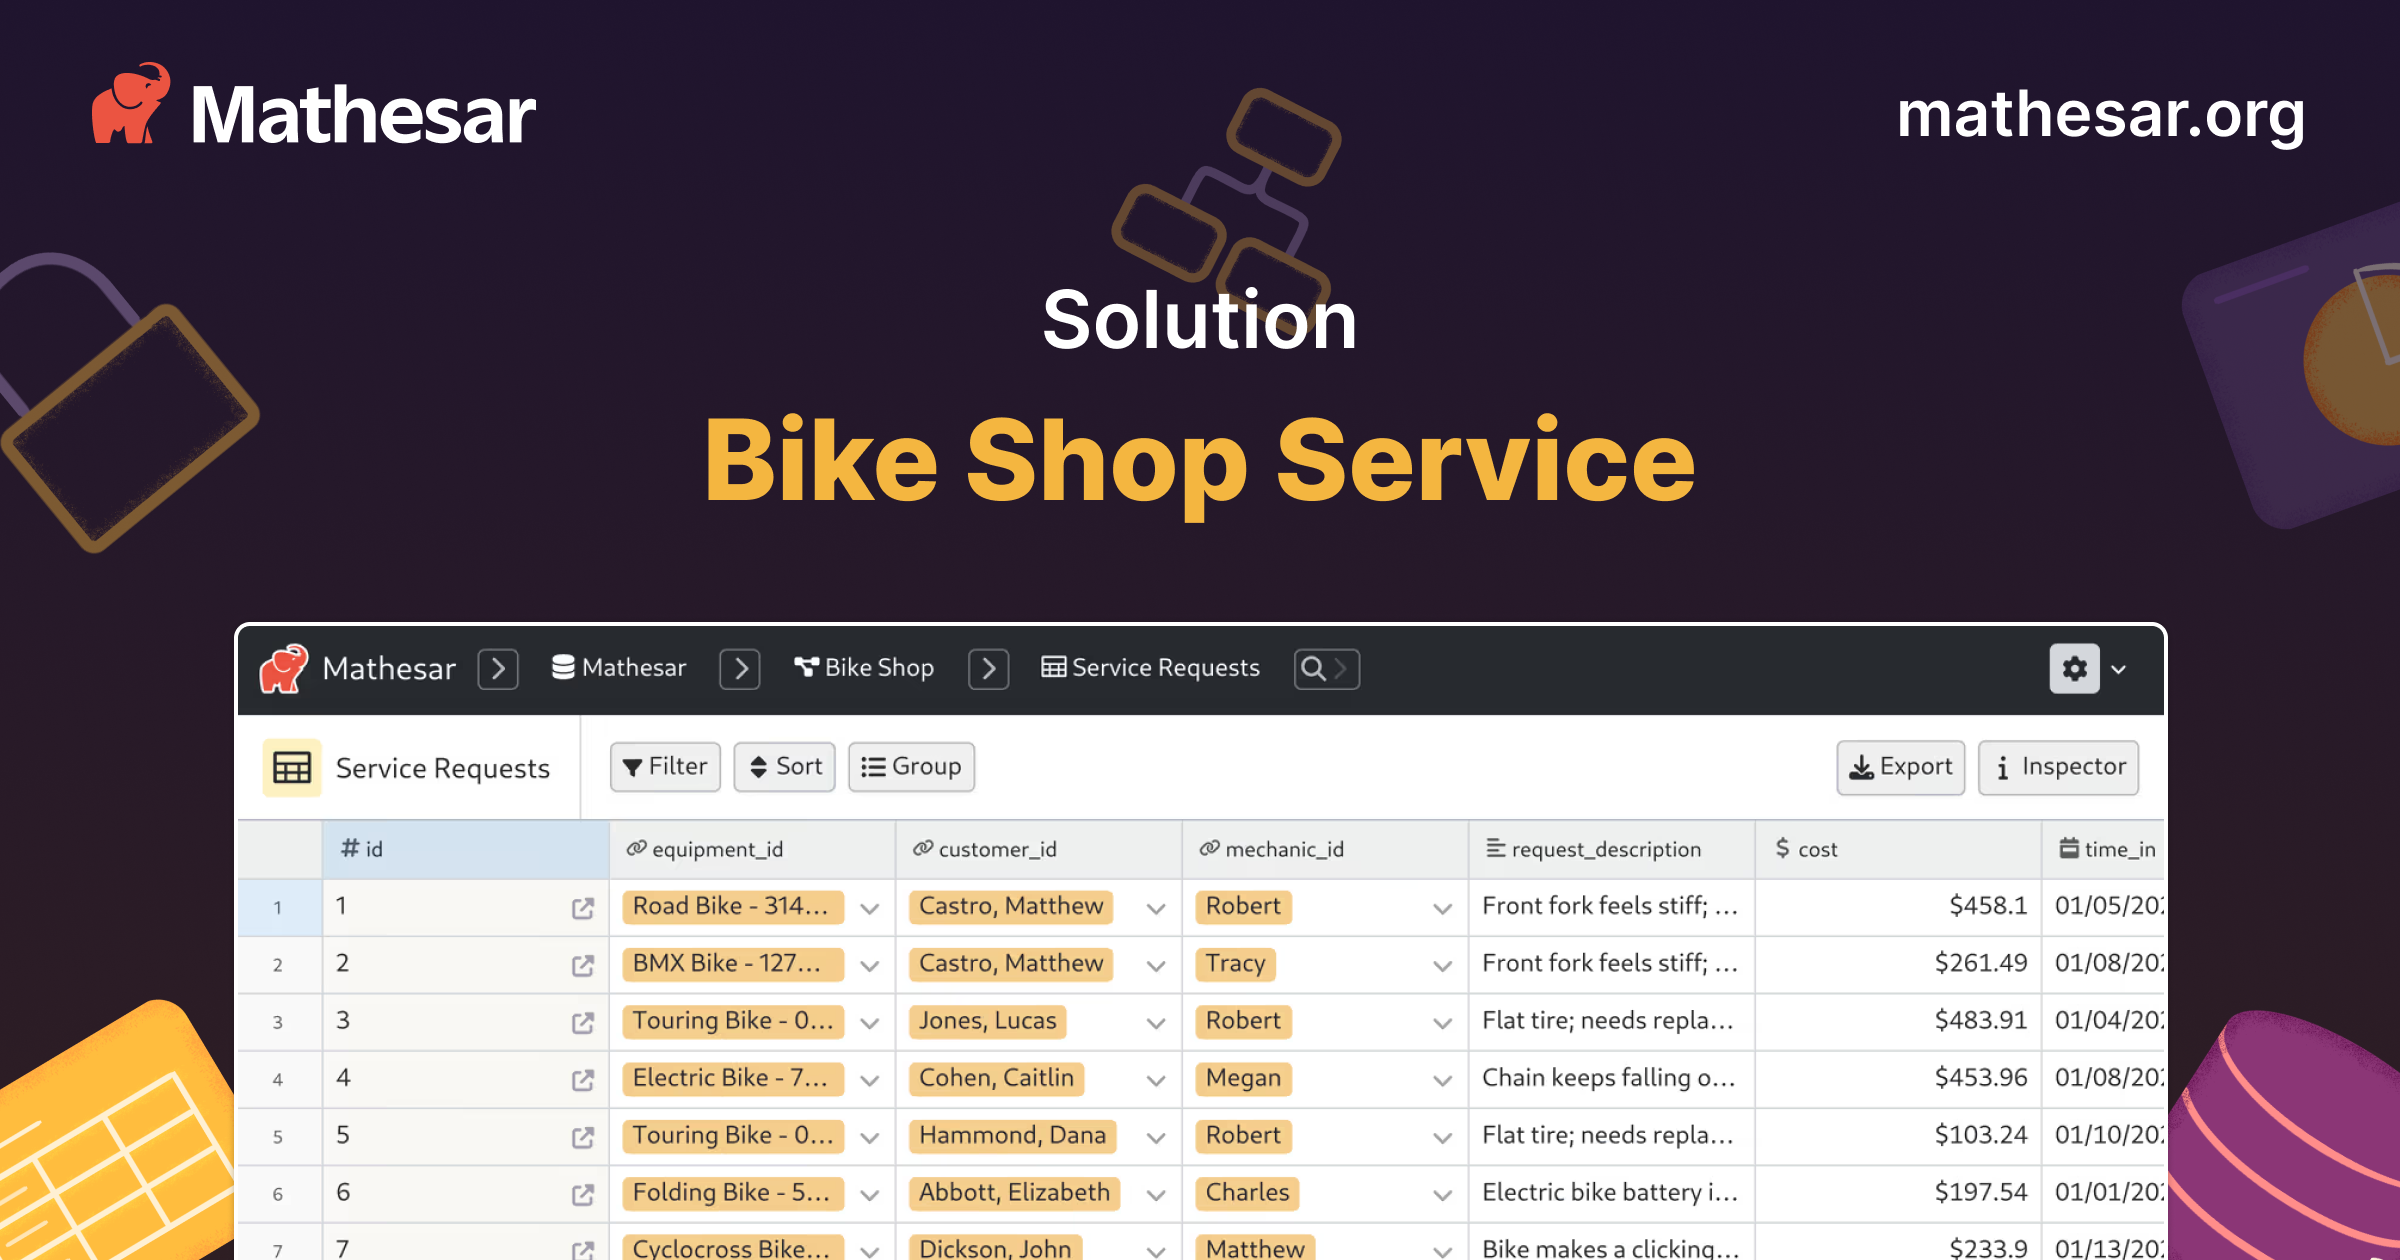 Mathesar
mathesar.org
Solution
Bike Shop Service
Mathesar Mathesar Bike Shop Service Requests
Service Requests Filter Sort Group Export i Inspector
# id equipment_id customer_id mechanic_id request_description $ cost time_in
1 1 Road Bike - 314... Castro, Matthew Robert Front fork feels stiff; ... $458.1 01/05/202
2 2 BMX Bike - 127... Castro, Matthew Tracy Front fork feels stiff; ... $261.49 01/08/202
3 3 Touring Bike - 0... Jones, Lucas Robert Flat tire; needs repla... $483.91 01/04/202
4 4 Electric Bike - 7... Cohen, Caitlin Megan Chain keeps falling o... $453.96 01/08/202
5 5 Touring Bike - 0... Hammond, Dana Robert Flat tire; needs repla... $103.24 01/10/202
6 6 Folding Bike - 5... Abbott, Elizabeth Charles Electric bike battery i... $197.54 01/01/202
7 7 Cyclocross Bike... Dickson, John Matthew Bike makes a clicking... $233.9 01/13/202